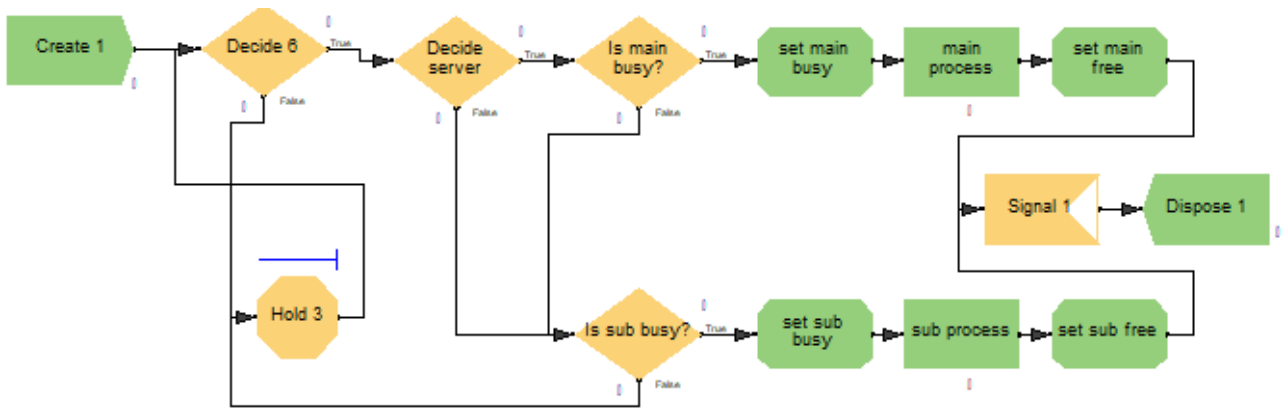 Create 1
Decide 6
True
False
Decide
server
True
False
Is main
busy?
True
False
set main
busy
main
process
set main
free
Signal 1
Dispose 1
Hold 3
Is sub busy?
True
False
set sub
busy
sub process
set sub free